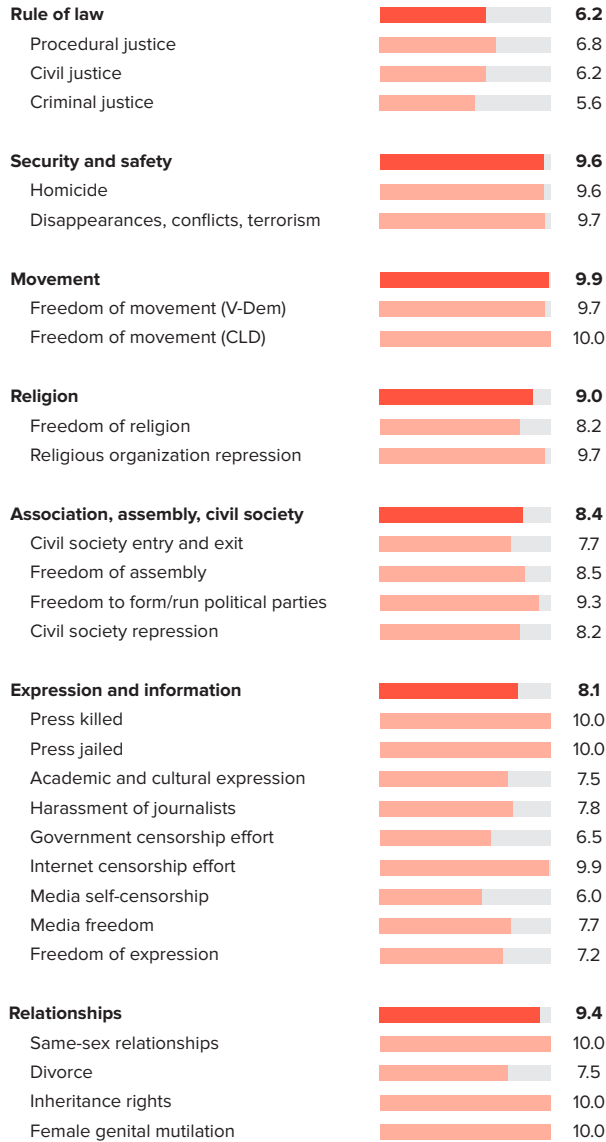 Rule of law 6.2
Procedural justice 6.8
Civil justice 6.2
Criminal justice 5.6
Security and safety 9.6
Homicide 9.6
Disappearances, conflicts, terrorism 9.7
Movement 9.9
Freedom of movement (V-Dem) 9.7
Freedom of movement (CLD) 10.0
Religion 9.0
Freedom of religion 8.2
Religious organization repression 9.7
Association, assembly, civil society 8.4
Civil society entry and exit 7.7
Freedom of assembly 8.5
Freedom to form/run political parties 9.3
Civil society repression 8.2
Expression and information 8.1
Press killed 10.0
Press jailed 10.0
Academic and cultural expression 7.5
Harassment of journalists 7.8
Government censorship effort 6.5
Internet censorship effort 9.9
Media self-censorship 6.0
Media freedom 7.7
Freedom of expression 7.2
Relationships 9.4
Same-sex relationships 10.0
Divorce 7.5
Inheritance rights 10.0
Female genital mutilation 10.0